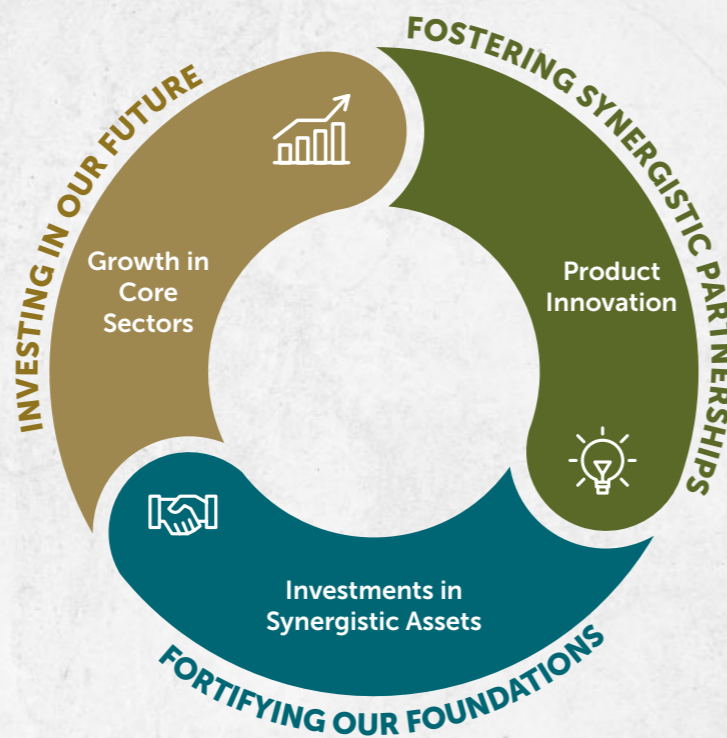 INVESTING IN OUR FUTURE
Growth in
Core
Sectors
FOSTERING SYNERGISTIC PARTNERSHIPS
Product
Innovation
Investments in
Synergistic Assets
FORTIFYING OUR FOUNDATIONS